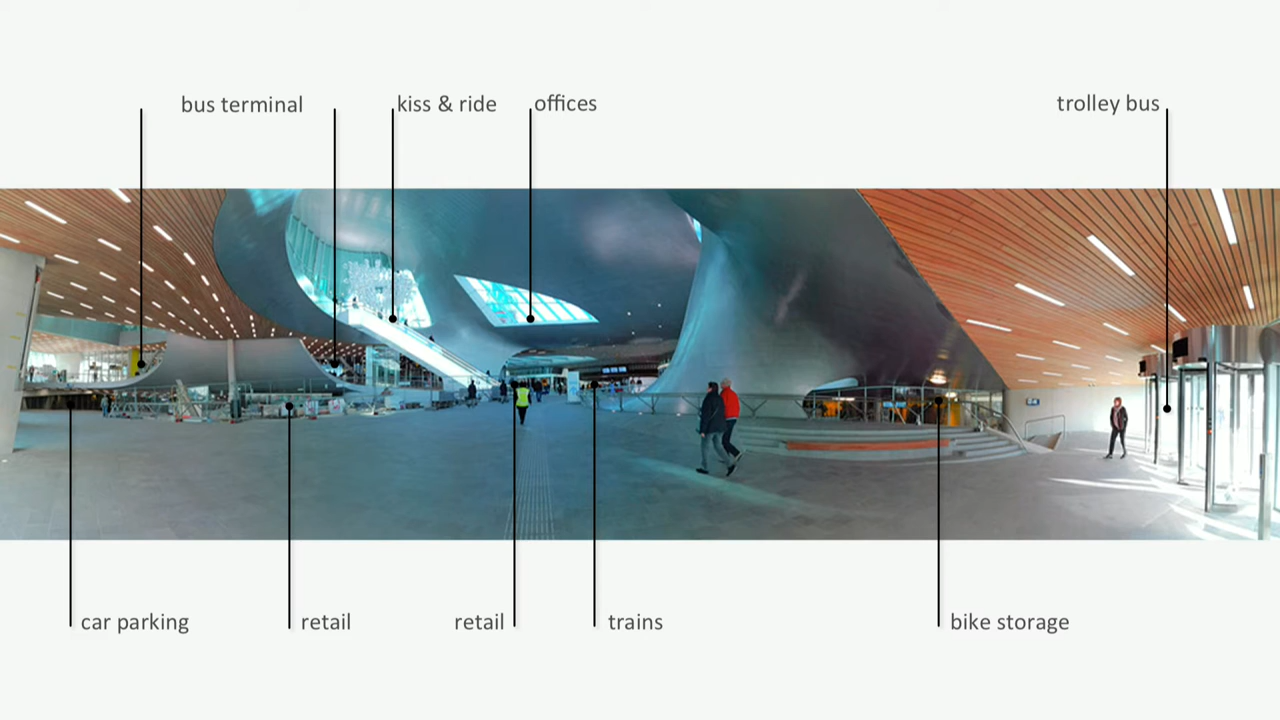 bus terminal
kiss & ride
offices
trolley bus
car parking
retail
retail
trains
bike storage